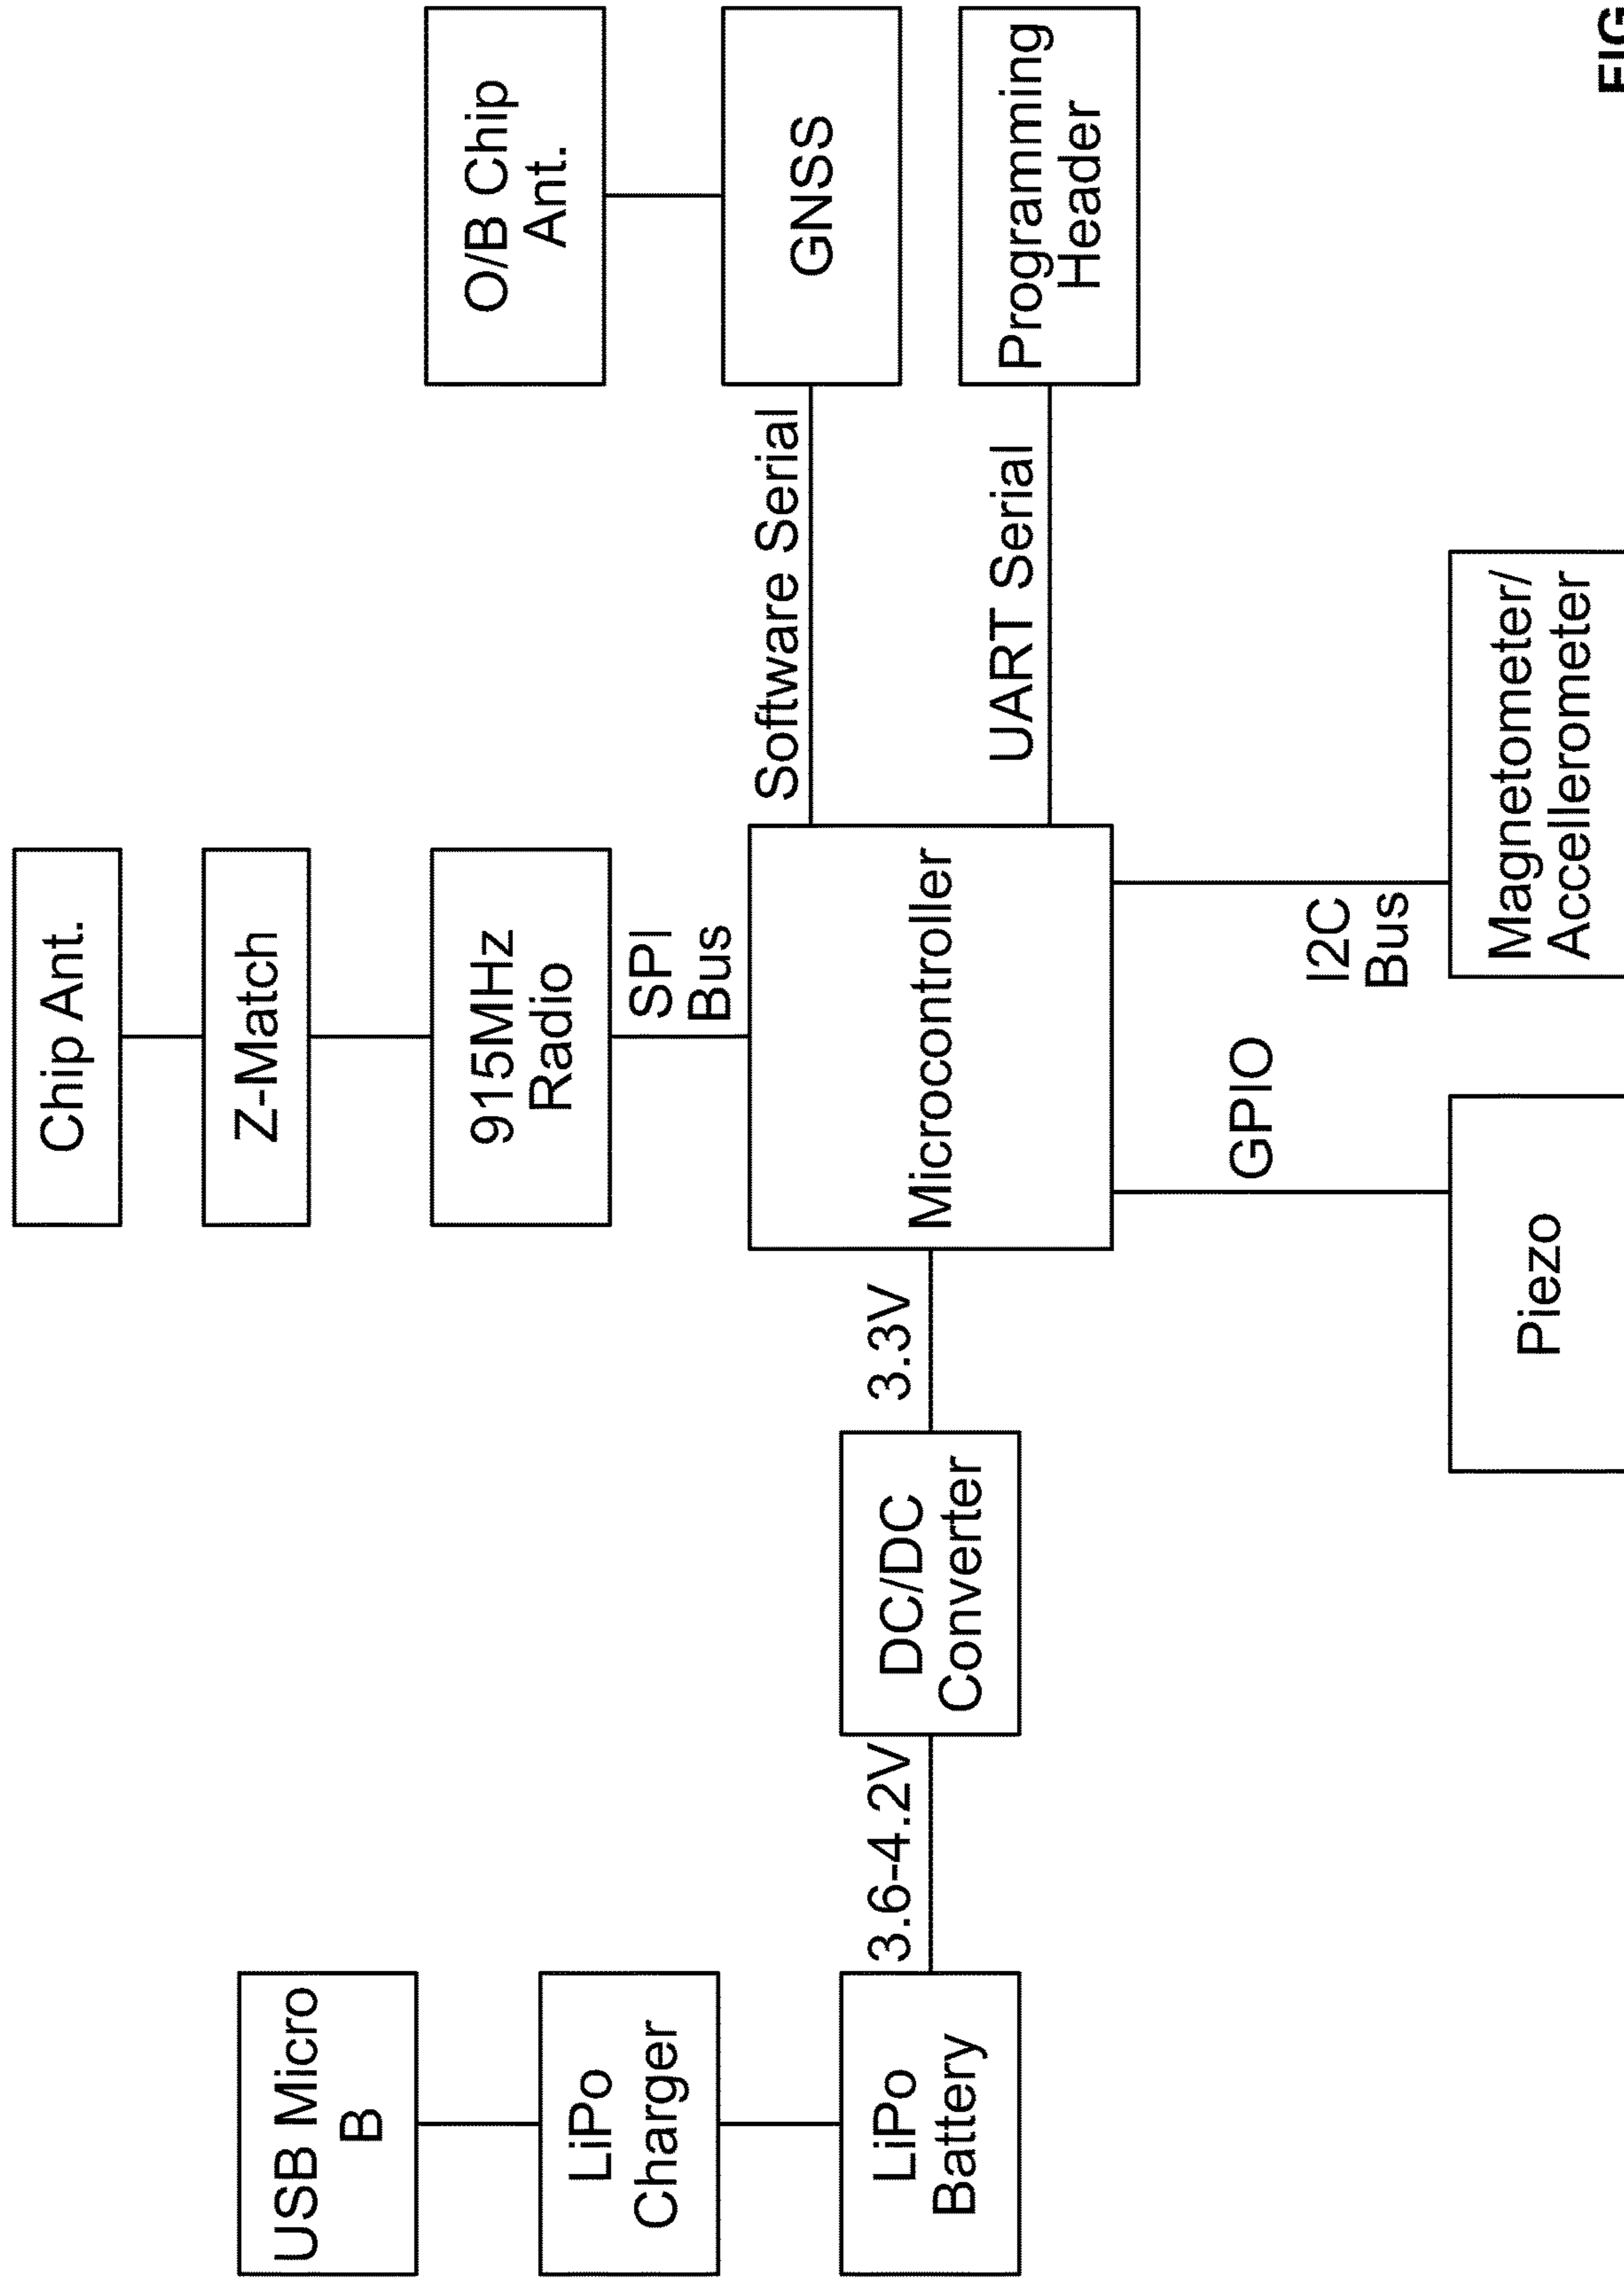 Chip Ant.
Z-Match
915MHz
Radio
SPI
Bus
USB Micro
B
LiPo
Charger
LiPo
Battery
3.6-4.2V
DC/DC
Converter
3.3V
Microcontroller
O/B Chip
Ant.
Software Serial
GNSS
UART Serial
Programming
Header
GPIO
Piezo
I2C
Bus
Magnetometer/
Accellerometer
FIG